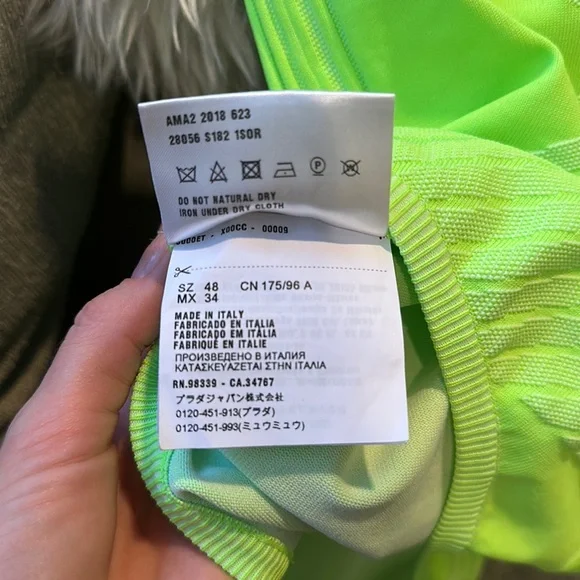 AMA2 2018 623
28056 S182 1SOR
P
DO NOT NATURAL DRY
IRON UNDER DRY CLOTH
- X00CC - 00009
SZ 48 CN 175/96 A
MX 34
MADE IN ITALY
FABRICADO EN ITALIA
FABRICADO EM ITÁLIA
FABRIQUÉ EN ITALIE
ПРОИЗВЕДЕНО В ИТАЛИЯ
ΚΑΤΑΣΚΕΥΑΖΕΤΑΙ ΣΤΗΝ ΙΤΑΛΙΑ
RN.98339 - CA.34767
プラダジャパン株式会社
0120-451-913(プラダ)
0120-451-993(ミュウミュウ)